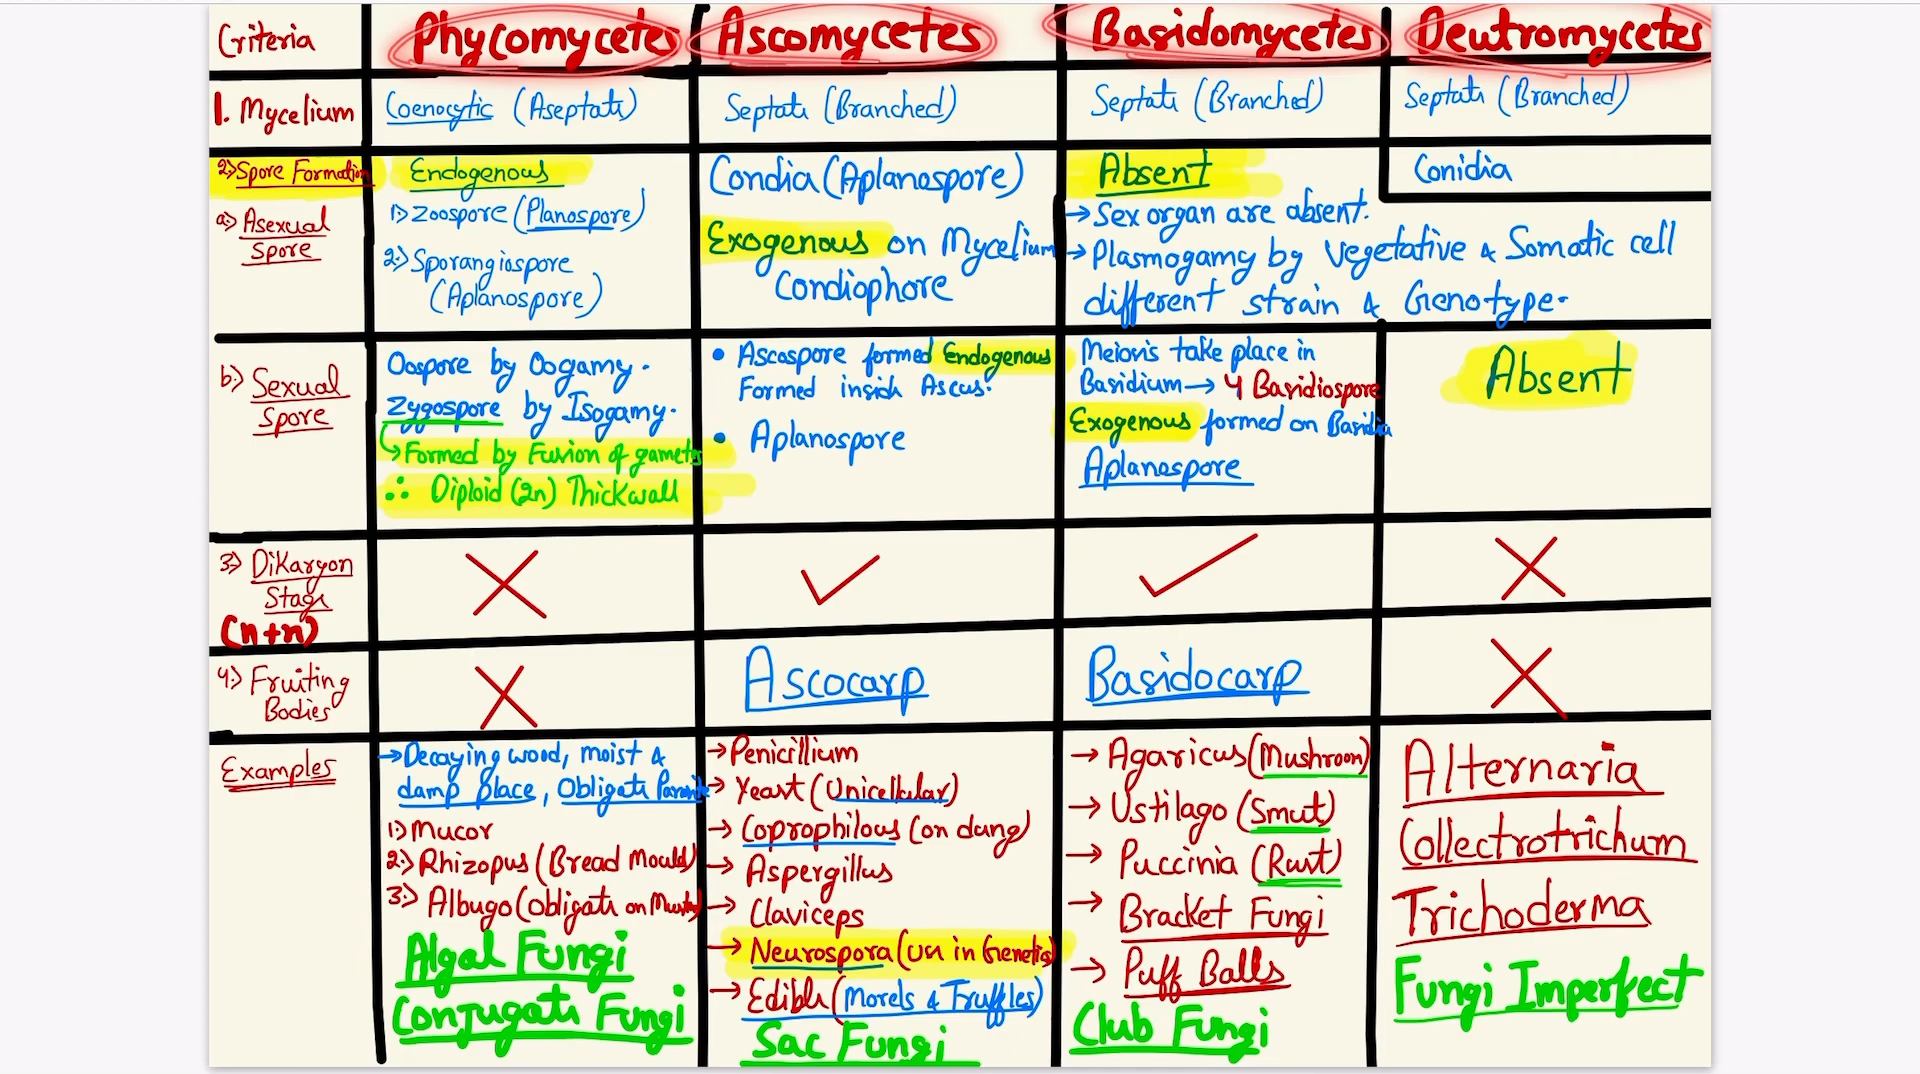 Criteria
Phycomycetes
Ascomycetes
Basidomycetes
Deutromycetes
1. Mycelium
Coenocytic (Aseptate)
Septate (Branched)
Septate (Branched)
Septate (Branched)
2> Spore Formation
a> Asexual
Spore
Endogenous
1> Zoospore (Planospore)
2> Sporangiospore
(Aplanospore)
Condia (Aplanospore)
Exogenous on Mycelium
Condiophore
Absent
→ Sex organ are absent.
→ Plasmogamy by Vegetative & Somatic cell
different strain & Genotype.
Conidia
b> Sexual
Spore
Oospore by Oogamy.
Zygospore by Isogamy.
↳ Formed by Fusion of gametes
∴ Diploid (2n) Thickwall
• Ascospore formed Endogenous
Formed inside Ascus.
• Aplanospore
Meiosis take place in
Basidium → 4 Basidiospore
Exogenous formed on Basidia
Aplanospore
Absent
3> Dikaryon
Stage
(n+n)
✗
✓
✓
✗
4> Fruiting
Bodies
✗
Ascocarp
Basidocarp
✗
Examples
→ Decaying wood, moist &
damp place, Obligate Parasite
1> Mucor
2> Rhizopus (Bread Mould)
3> Albugo (Obligate on
Algal Fungi
Conjugate Fungi
→ Penicillium
→ Yeast (Unicellular)
→ Coprophilous (on dung)
→ Aspergillus
→ Claviceps
→ Neurospora (Use in Genetics)
→ Edible (Morels & Truffles)
Sac Fungi
→ Agaricus (Mushroom)
→ Ustilago (Smut)
→ Puccinia (Rust)
→ Bracket Fungi
→ Puff Balls
Club Fungi
Alternaria
Collectrotrichum
Trichoderma
Fungi Imperfect